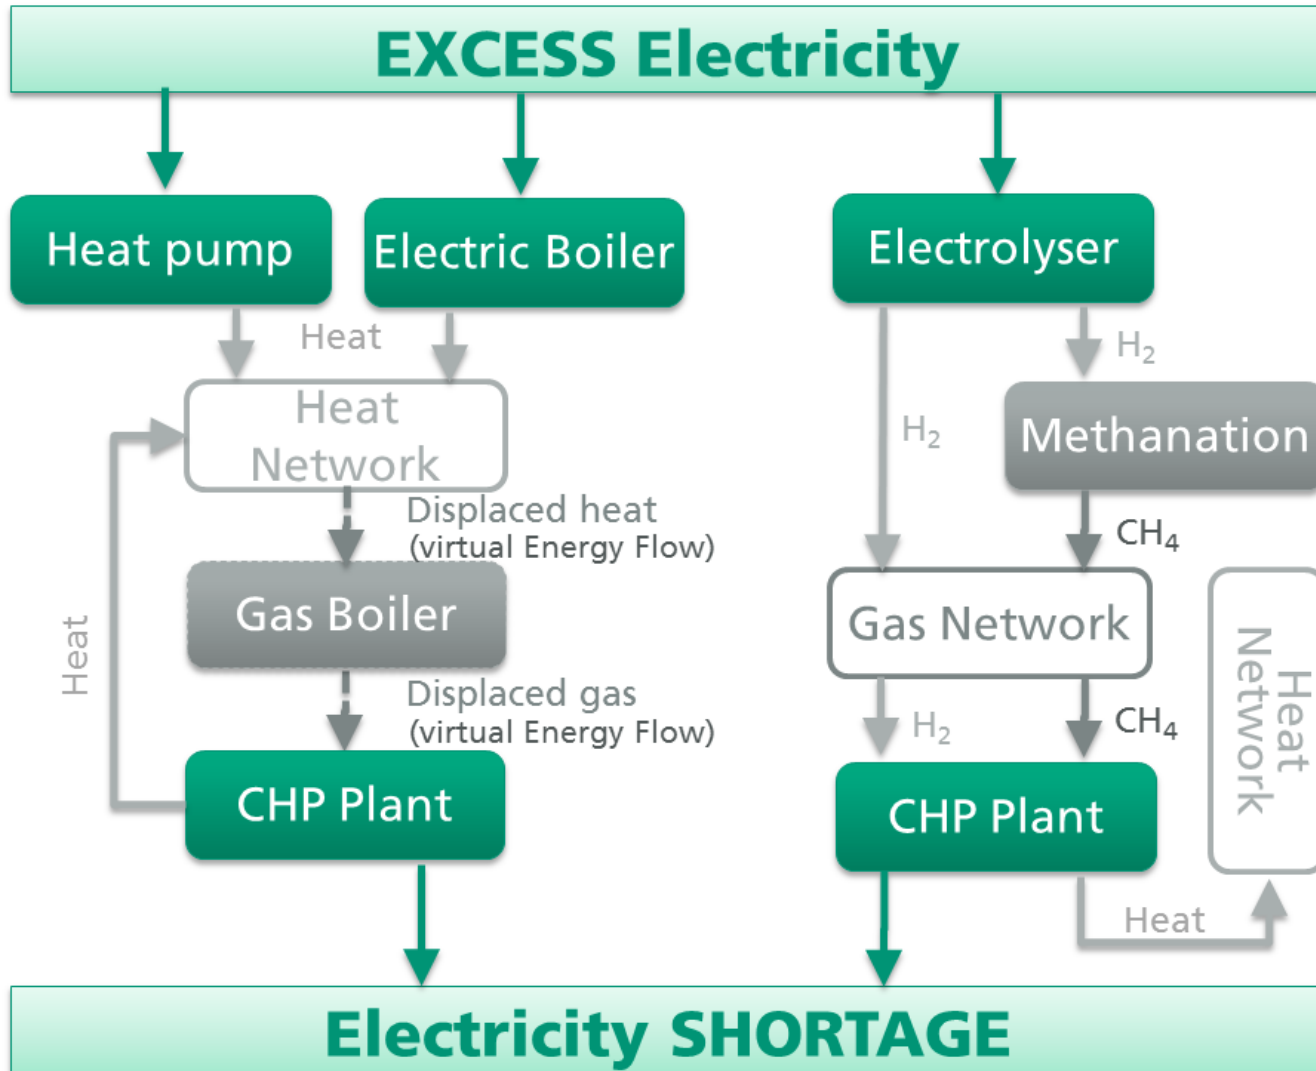 EXCESS Electricity
Heat pump
Electric Boiler
Electrolyser
Heat
H₂
Heat
Network
H₂
Methanation
Displaced heat
(virtual Energy Flow)
CH₄
Gas Boiler
Gas Network
Heat
Network
Heat
Displaced gas
(virtual Energy Flow)
H₂
CH₄
CHP Plant
CHP Plant
Heat
Electricity SHORTAGE